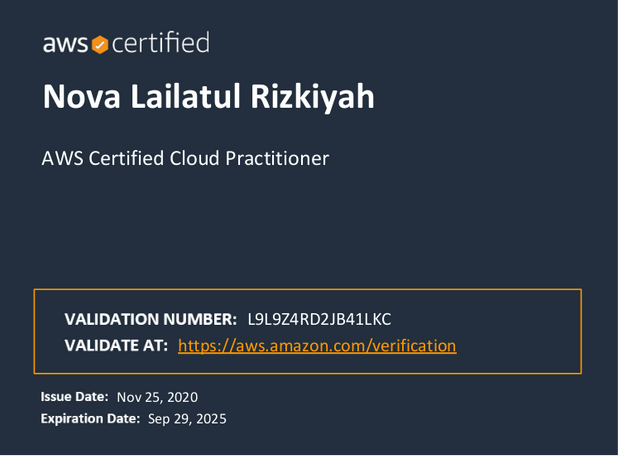 aws certified
Nova Lailatul Rizkiyah
AWS Certified Cloud Practitioner
VALIDATION NUMBER: L9L9Z4RD2JB41LKC
VALIDATE AT: https://aws.amazon.com/verification
Issue Date: Nov 25, 2020
Expiration Date: Sep 29, 2025